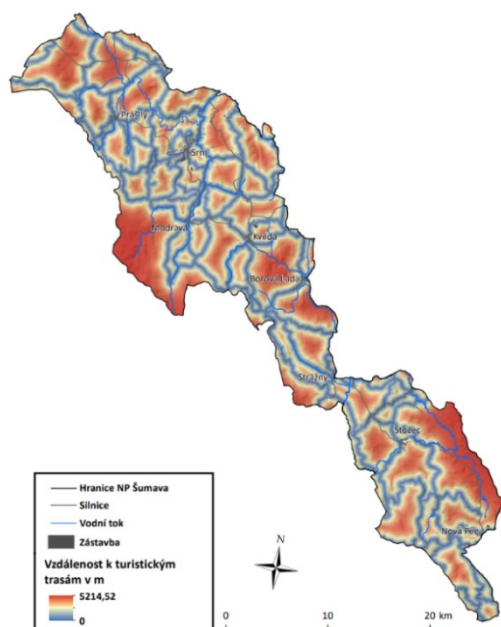 Prášily
Srní
Modrava
Kvilda
Borová Lada
Strážný
Stožec
Nová Pec
Hranice NP Šumava
Silnice
Vodní tok
Zástavba
Vzdálenost k turistickým
trasám v m
5214,52
0
N
0 10 20 km